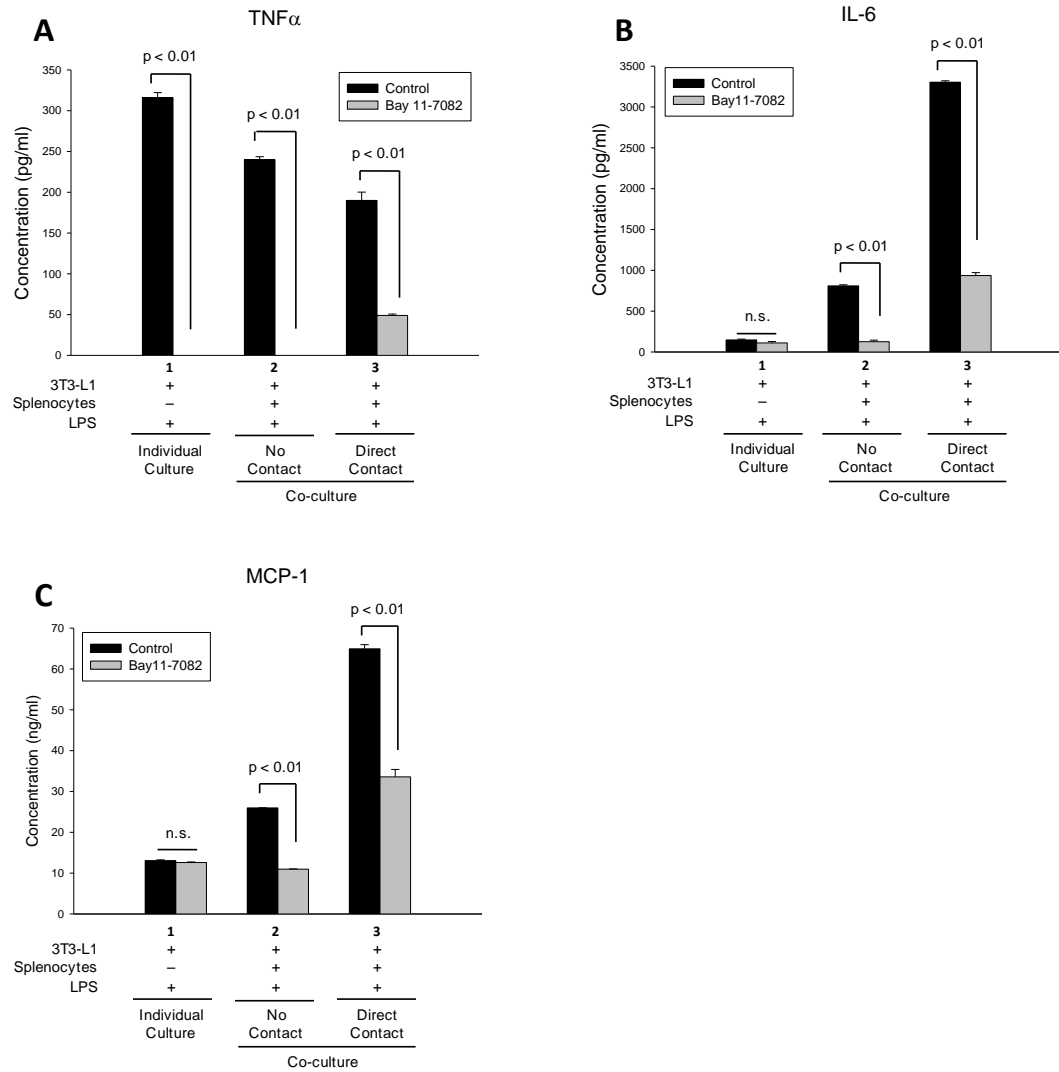 A
TNFα
Concentration (pg/ml)
350
300
250
200
150
100
50
0
p < 0.01
p < 0.01
p < 0.01
Control
Bay 11-7082
1 2 3
3T3-L1 + + +
Splenocytes – + +
LPS + + +
Individual Culture
No Contact
Direct Contact
Co-culture
B
IL-6
Concentration (pg/ml)
3500
3000
2500
2000
1500
1000
500
0
Control
Bay11-7082
n.s.
p < 0.01
p < 0.01
1 2 3
3T3-L1 + + +
Splenocytes – + +
LPS + + +
Individual Culture
No Contact
Direct Contact
Co-culture
C
MCP-1
Concentration (ng/ml)
70
60
50
40
30
20
10
0
Control
Bay11-7082
n.s.
p < 0.01
p < 0.01
1 2 3
3T3-L1 + + +
Splenocytes – + +
LPS + + +
Individual Culture
No Contact
Direct Contact
Co-culture